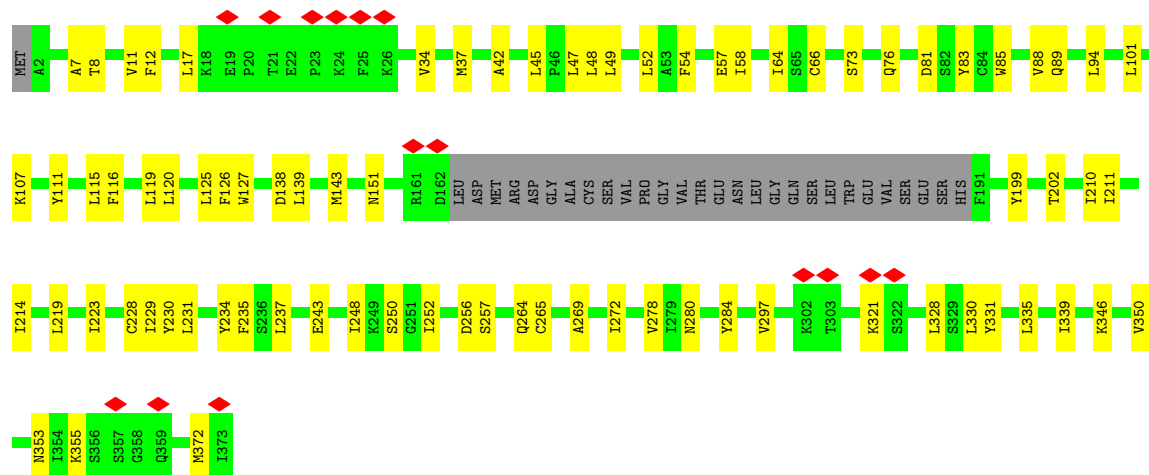 MET A2 A7 T8 V11 F12 L17 K18 E19 P20 T21 E22 P23 K24 F25 K26 V34 M37 A42 L45 P46 L47 L48 L49 L52 A53 F54 E57 I58 I64 S65 C66 S73 Q76 D81 S82 Y83 C84 W85 V88 Q89 L94 L101
K107 Y111 L115 F116 L119 L120 L125 F126 W127 D138 L139 M143 N151 R161 D162 LEU ASP MET ARG ASP GLY ALA CYS SER VAL PRO GLY VAL THR GLU ASN LEU GLY GLN SER LEU TRP GLU VAL SER GLU SER HIS F191 Y199 T202 I210 I211
I214 L219 I223 C228 I229 Y230 L231 Y234 F235 S236 L237 E243 I248 K249 S250 G251 I252 D256 S257 Q264 C265 A269 I272 V278 I279 N280 Y284 V297 K302 T303 K321 S322 L328 S329 L330 Y331 L335 I339 K346 V350
N353 I354 K355 S356 S357 G358 Q359 M372 I373